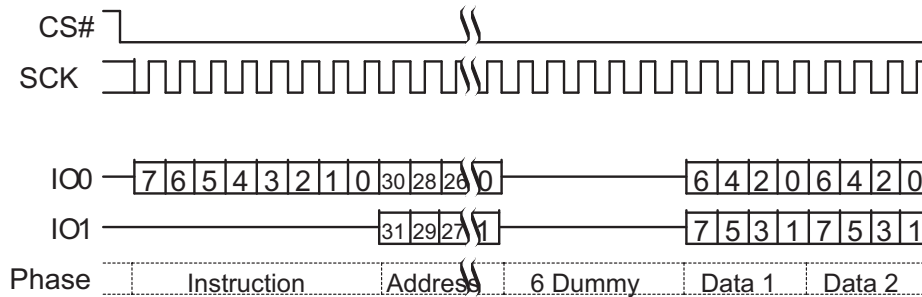 CS#
SCK
IO0 7 6 5 4 3 2 1 0 30 28 26 0 6 4 2 0 6 4 2 0
IO1 31 29 27 1 7 5 3 1 7 5 3 1
Phase Instruction Address 6 Dummy Data 1 Data 2